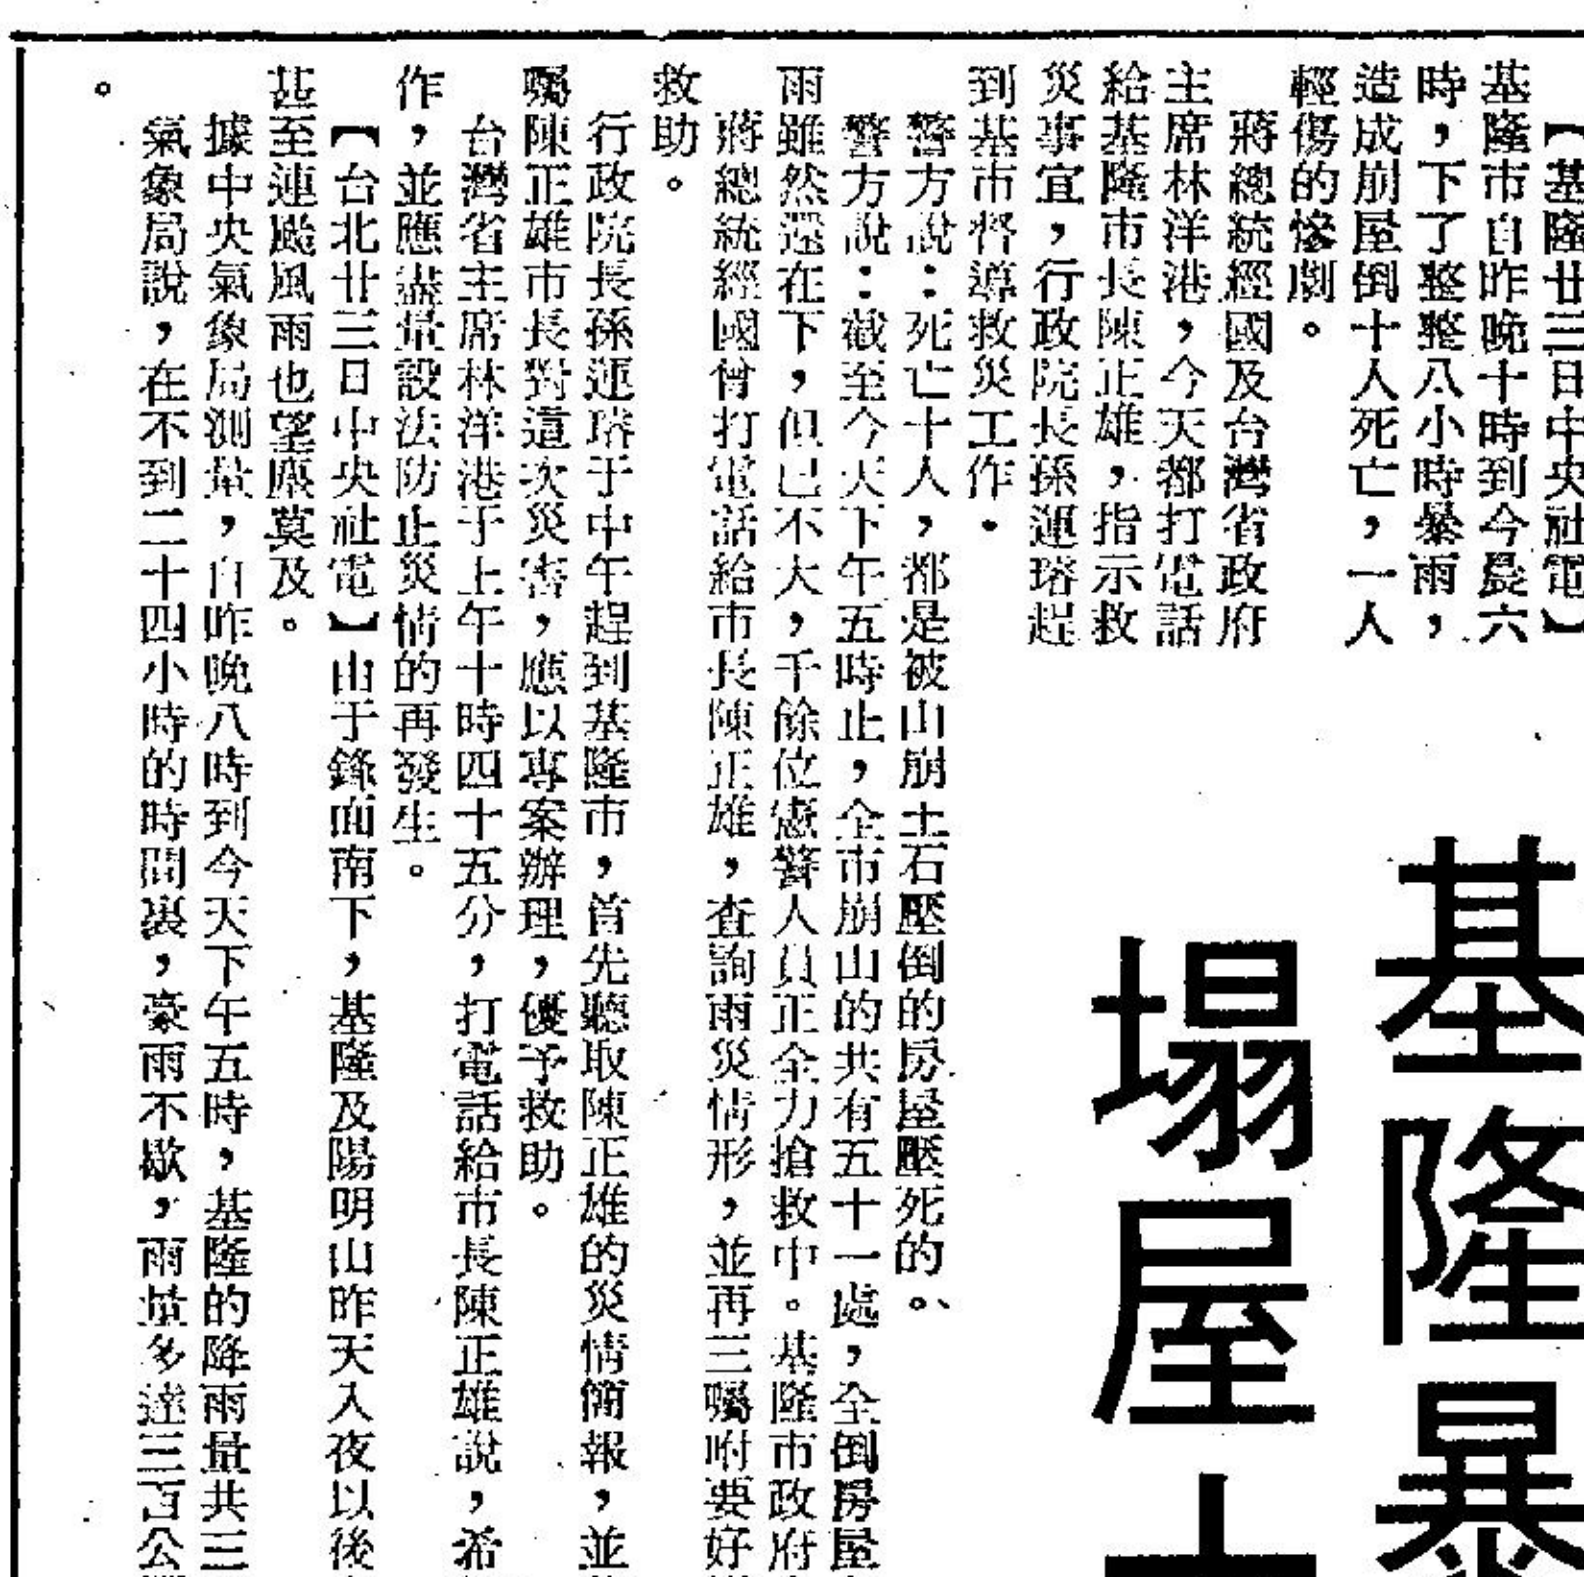 基隆暴
塌屋
【基隆廿三日中央社電】
基隆市自昨晚十時到今晨六
時，下了整整八小時暴雨，
造成崩屋倒十人死亡，一人
輕傷的慘劇。
蔣總統經國及台灣省政府
主席林洋港，今天都打電話
給基隆市長陳正雄，指示救
災事宜，行政院長孫運璿趕
到基市督導救災工作．
警方說：死亡十人，都是被山崩土石壓倒的房屋壓死的。
警方說：截至今天下午五時止，全市崩山的共有五十一處，全倒房屋
雨雖然還在下，但已不大，千餘位憲警人員正全力搶救中。基隆市政府
蔣總統經國曾打電話給市長陳正雄，查詢雨災情形，並再三囑咐要好
救助。
行政院長孫運璿于中午趕到基隆市，首先聽取陳正雄的災情簡報，並
囑陳正雄市長對這次災害，應以專案辦理，優予救助。
台灣省主席林洋港于上午十時四十五分，打電話給市長陳正雄說，希
作，並應盡量設法防止災情的再發生。
【台北廿三日中央社電】由于鋒面南下，基隆及陽明山昨天入夜以後
甚至連颱風雨也望塵莫及。
據中央氣象局測量，自昨晚八時到今天下午五時，基隆的降雨量共三
氣象局說，在不到二十四小時的時間裏，豪雨不歇，雨量多達三百公
。